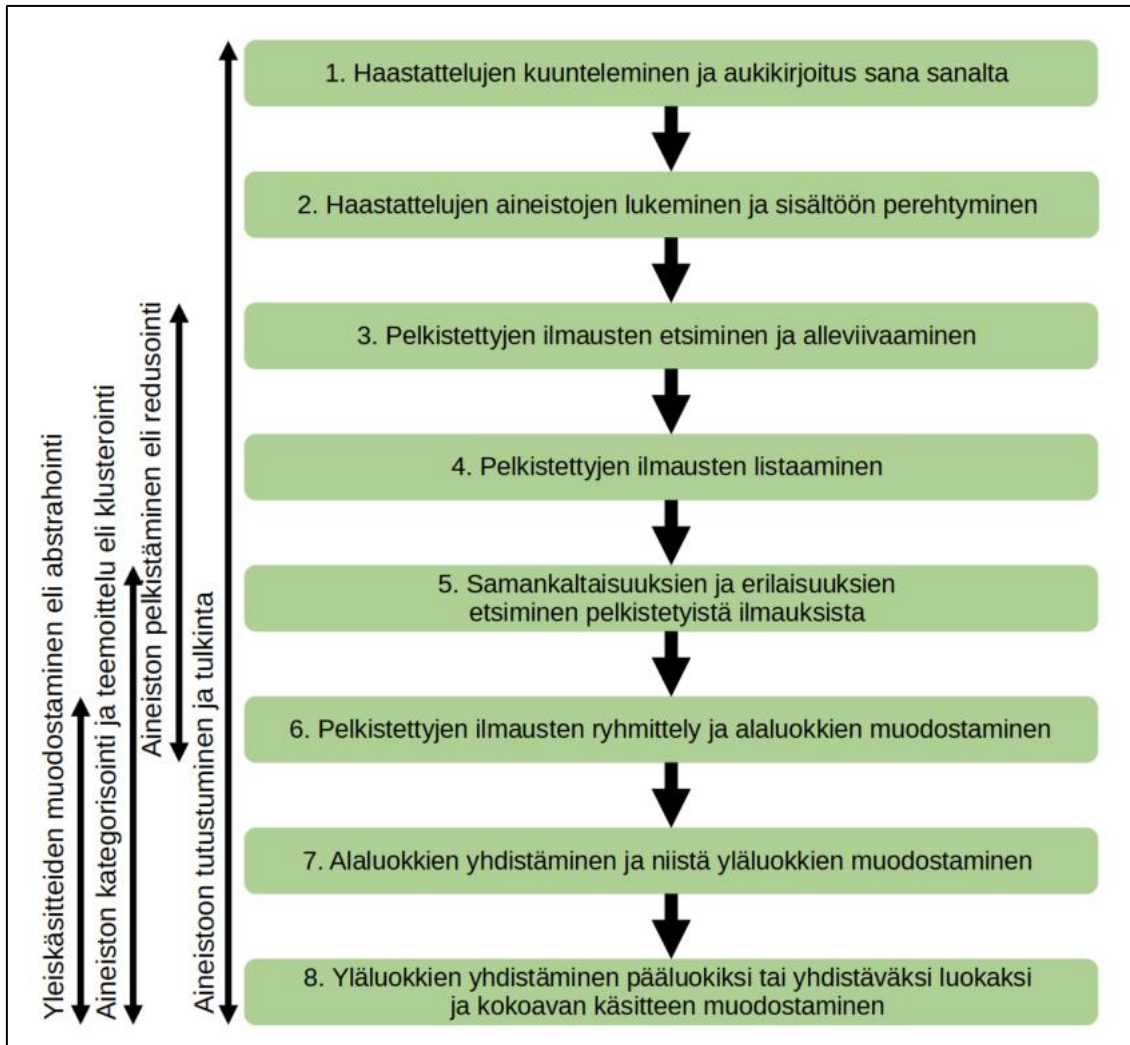 1. Haastattelujen kuunteleminen ja aukikirjoitus sana sanalta
2. Haastattelujen aineistojen lukeminen ja sisältöön perehtyminen
3. Pelkistettyjen ilmausten etsiminen ja alleviivaaminen
4. Pelkistettyjen ilmausten listaaminen
5. Samankaltaisuuksien ja erilaisuuksien
etsiminen pelkistetyistä ilmauksista
6. Pelkistettyjen ilmausten ryhmittely ja alaluokkien muodostaminen
7. Alaluokkien yhdistäminen ja niistä yläluokkien muodostaminen
8. Yläluokkien yhdistäminen pääluokiksi tai yhdistäväksi luokaksi
ja kokoavan käsitteen muodostaminen
Yleiskäsitteiden muodostaminen eli abstrahointi
Aineiston kategorisointi ja teemoittelu eli klusterointi
Aineiston pelkistäminen eli redusointi
Aineistoon tutustuminen ja tulkinta